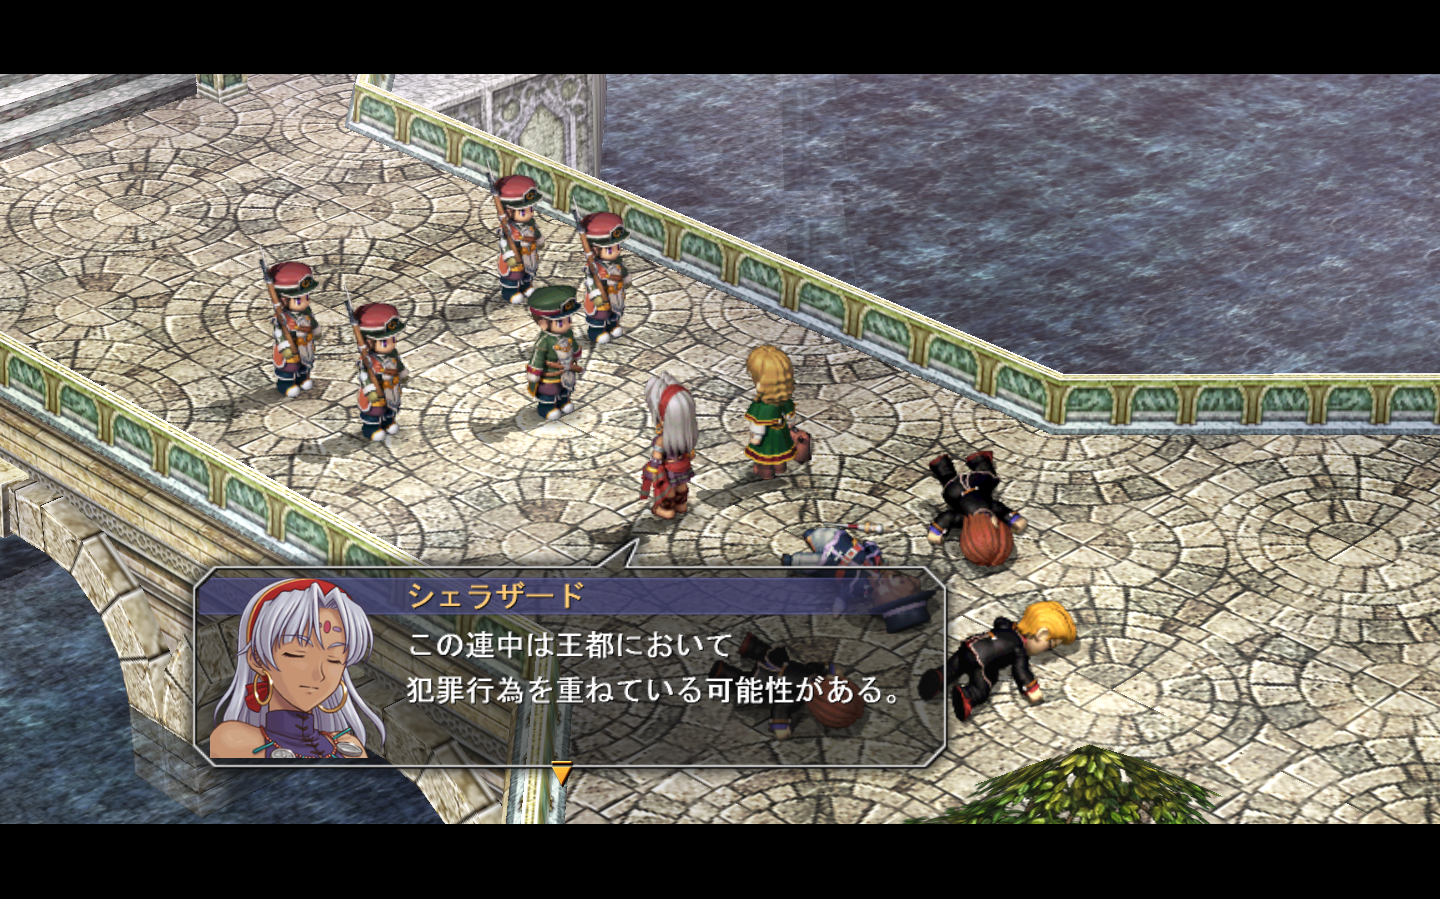 シェラザード
この連中は王都において
犯罪行為を重ねている可能性がある。